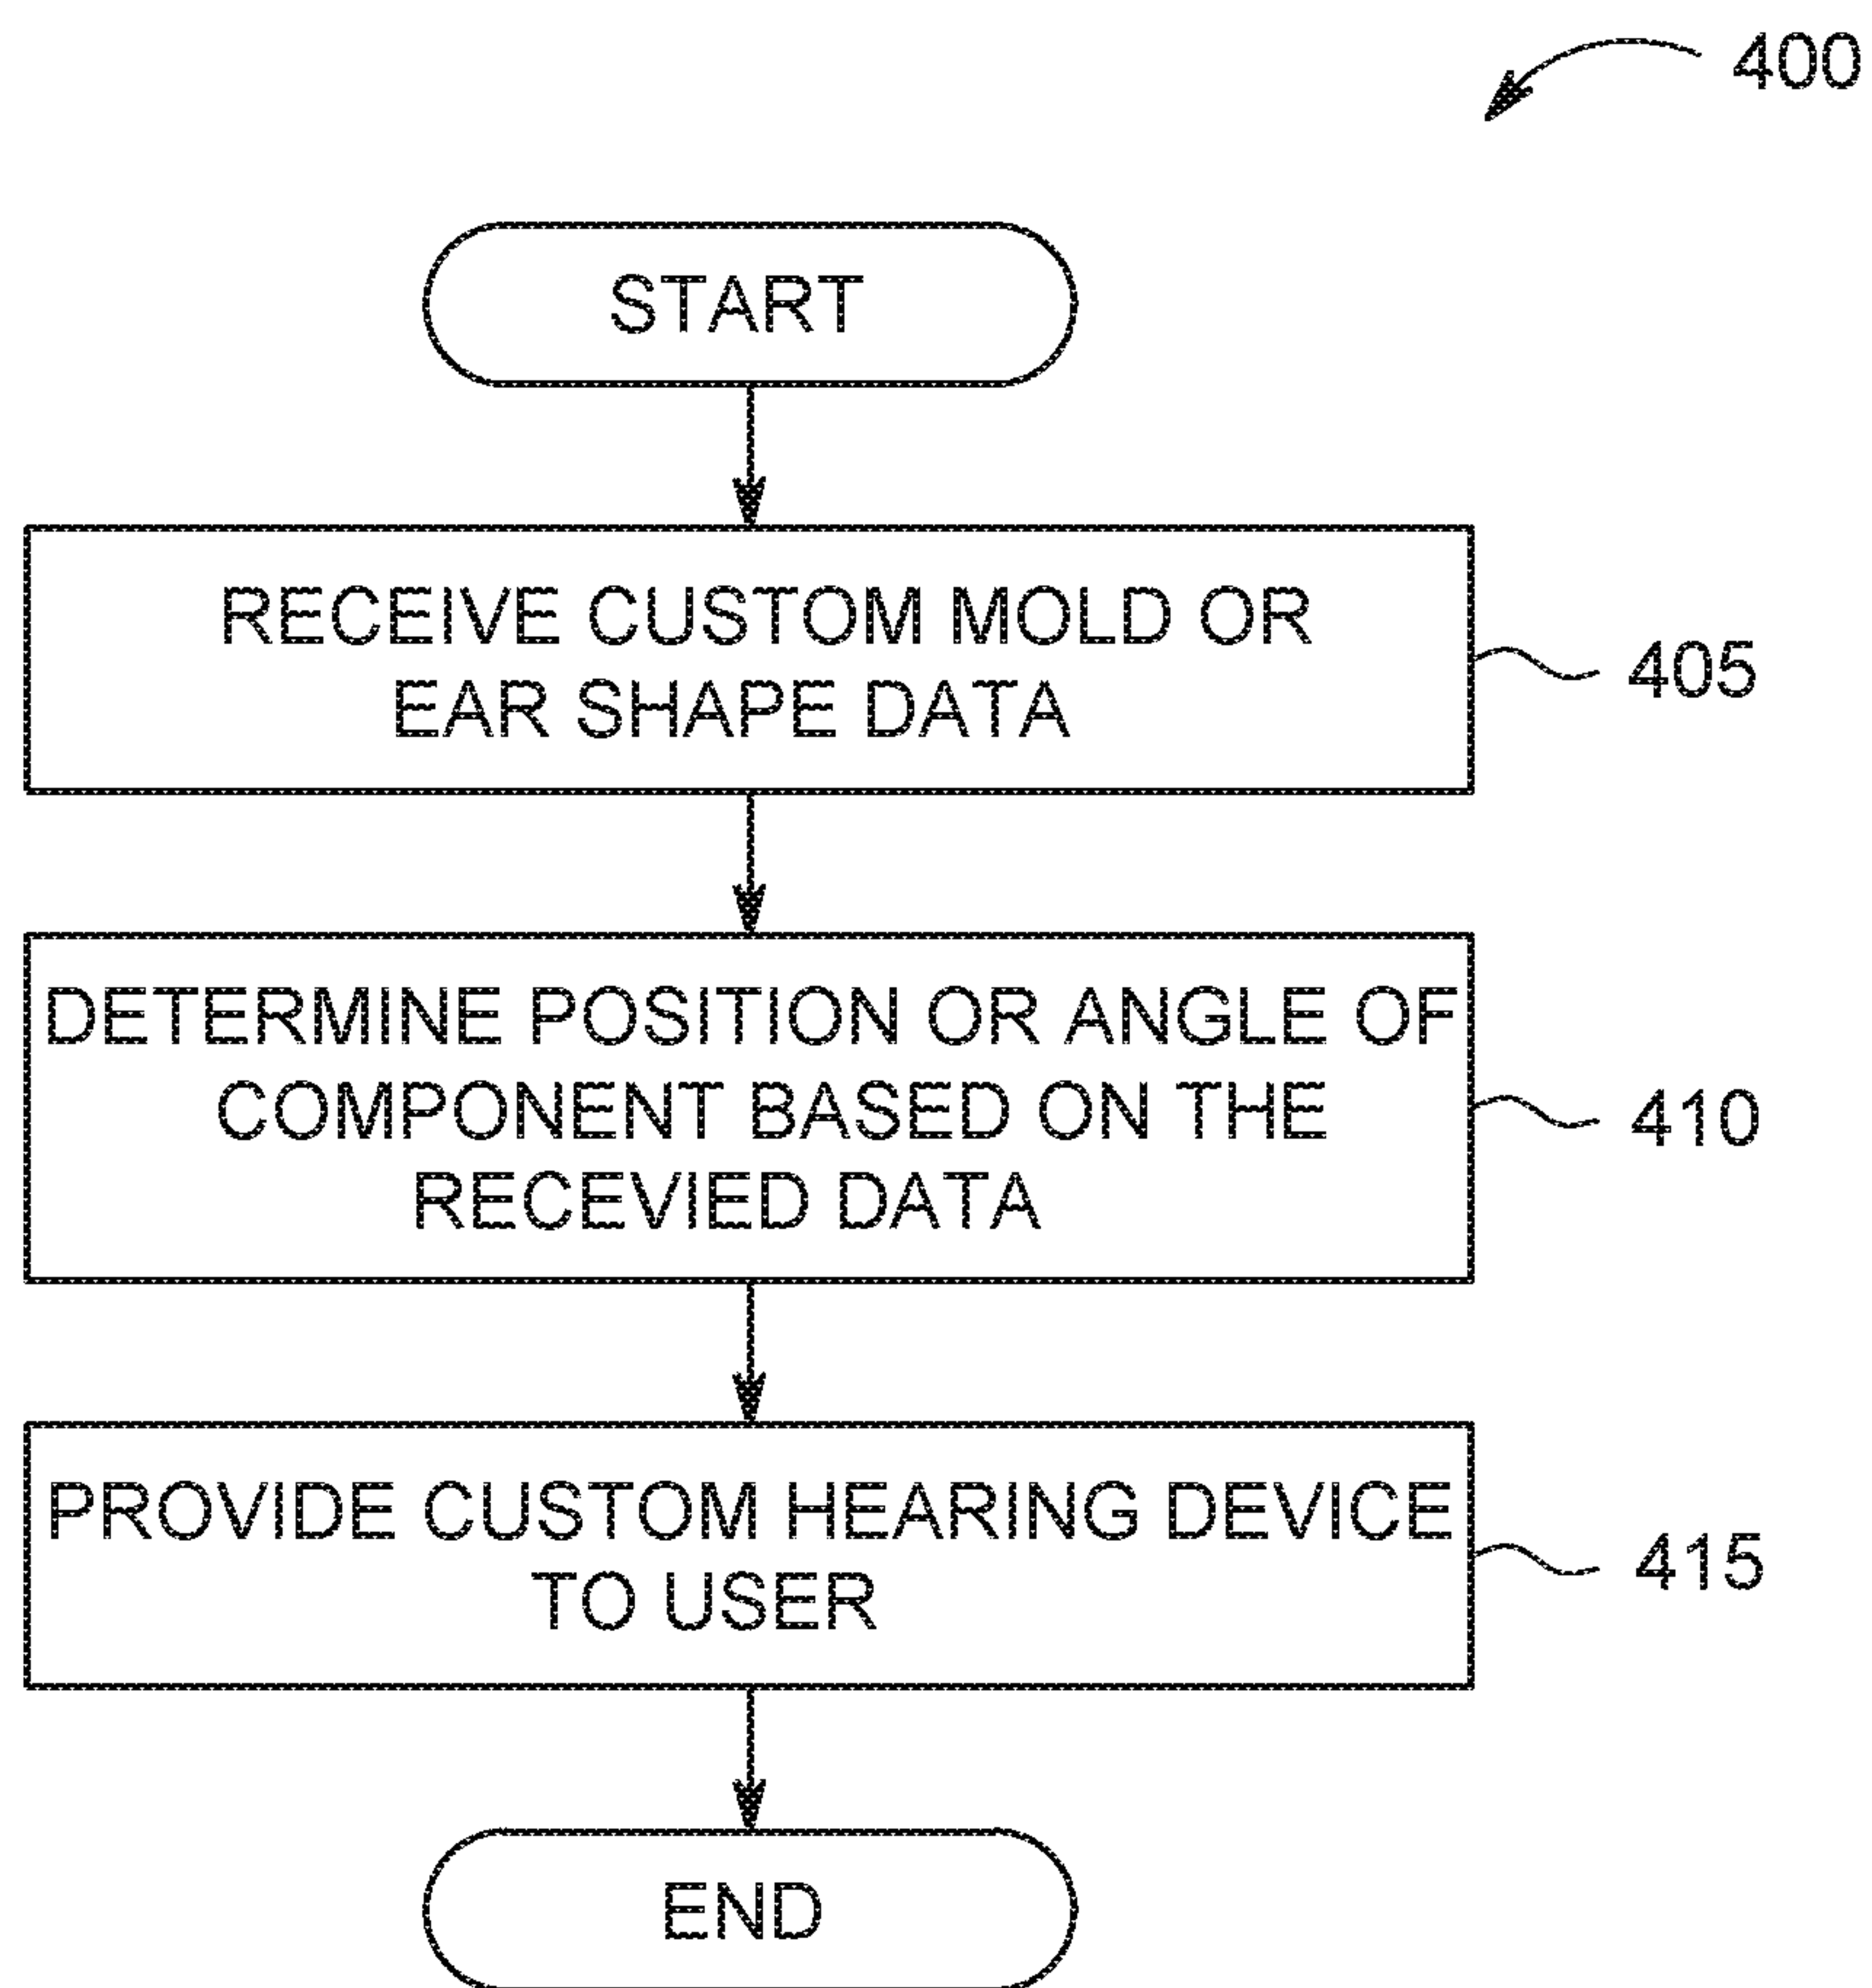 400
START
RECEIVE CUSTOM MOLD OR
EAR SHAPE DATA
405
DETERMINE POSITION OR ANGLE OF
COMPONENT BASED ON THE
RECEVIED DATA
410
PROVIDE CUSTOM HEARING DEVICE
TO USER
415
END